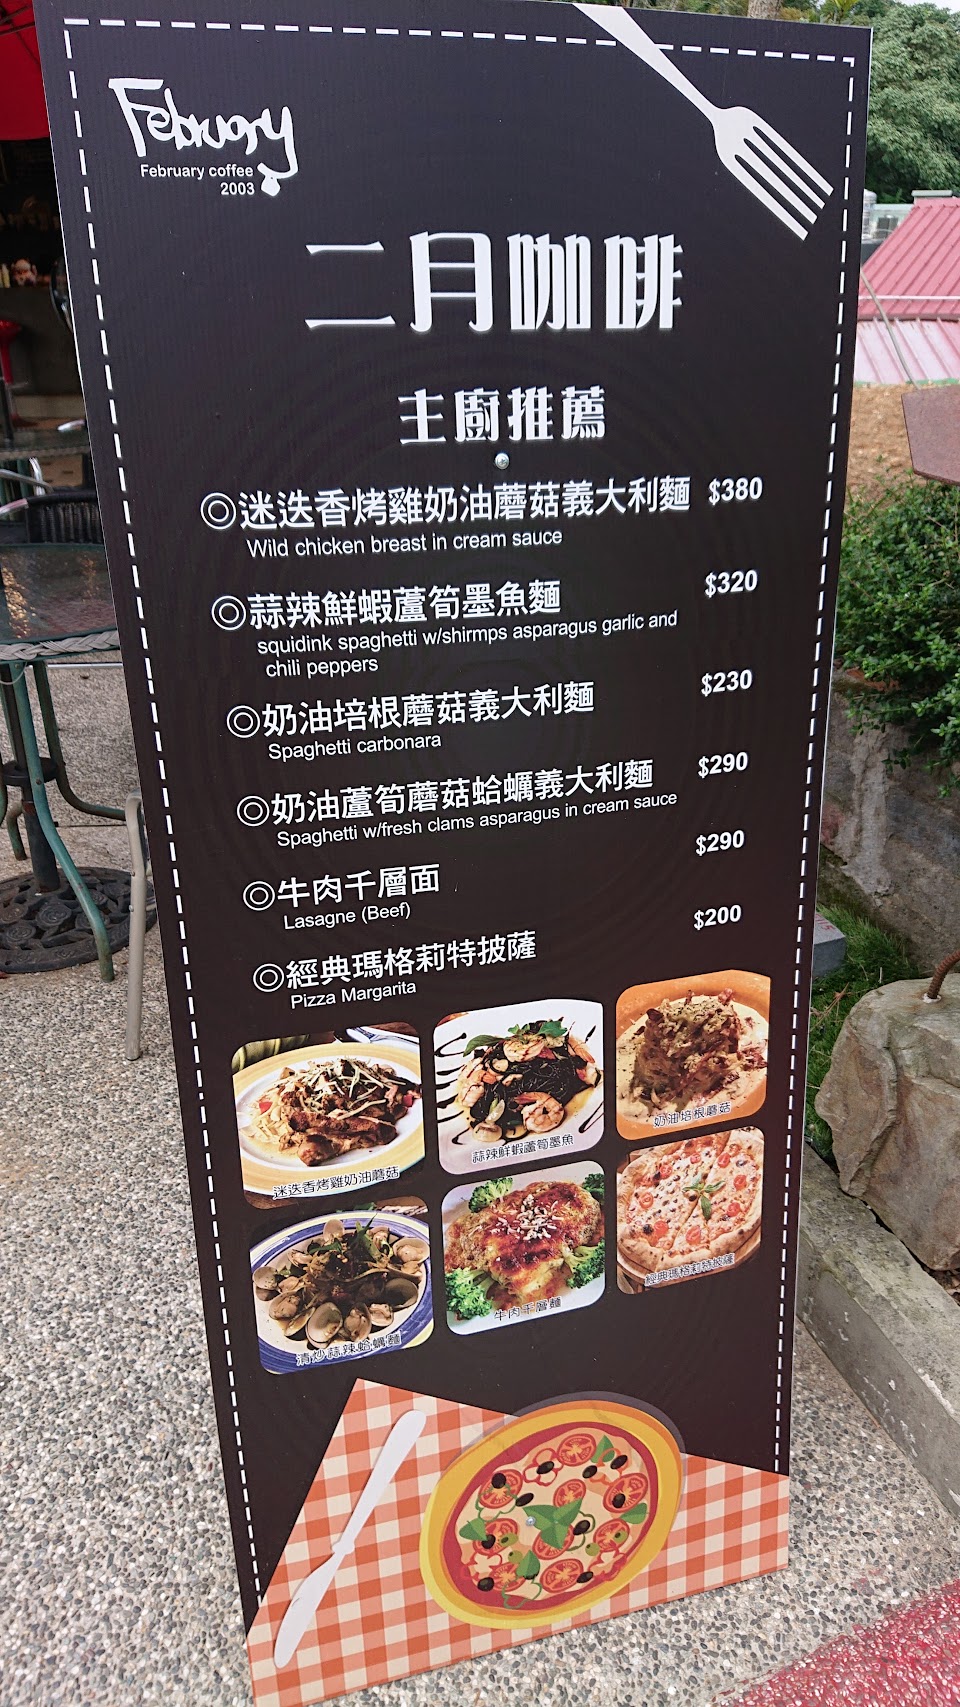 February
February coffee
2003
二月咖啡
主廚推薦
◎迷迭香烤雞奶油蘑菇義大利麵 $380
Wild chicken breast in cream sauce
◎蒜辣鮮蝦蘆筍墨魚麵 $320
squidink spaghetti w/shirmps asparagus garlic and
chili peppers
◎奶油培根蘑菇義大利麵 $230
Spaghetti carbonara
◎奶油蘆筍蘑菇蛤蠣義大利麵 $290
Spaghetti w/fresh clams asparagus in cream sauce
◎牛肉千層面 $290
Lasagne (Beef)
◎經典瑪格莉特披薩 $200
Pizza Margarita
迷迭香烤雞奶油蘑菇
蒜辣鮮蝦蘆筍墨魚
奶油培根蘑菇
清炒蒜辣蛤蠣麵
牛肉千層麵
經典瑪格莉特披薩